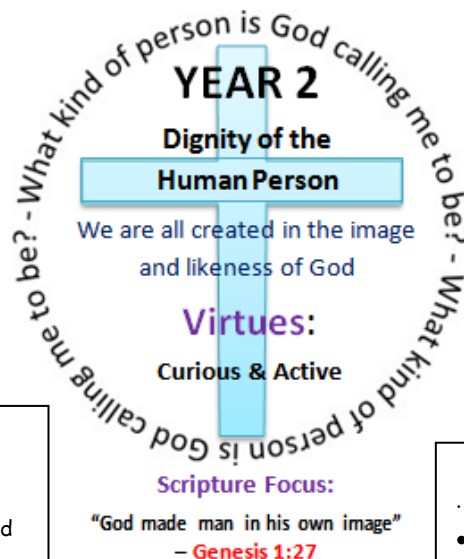 What kind of person is God calling me to be? - What kind of person is God calling me to be? -
YEAR 2
Dignity of the
Human Person
We are all created in the image
and likeness of God
Virtues:
Curious & Active
Scripture Focus:
"God made man in his own image"
– Genesis 1:27
d
.
•